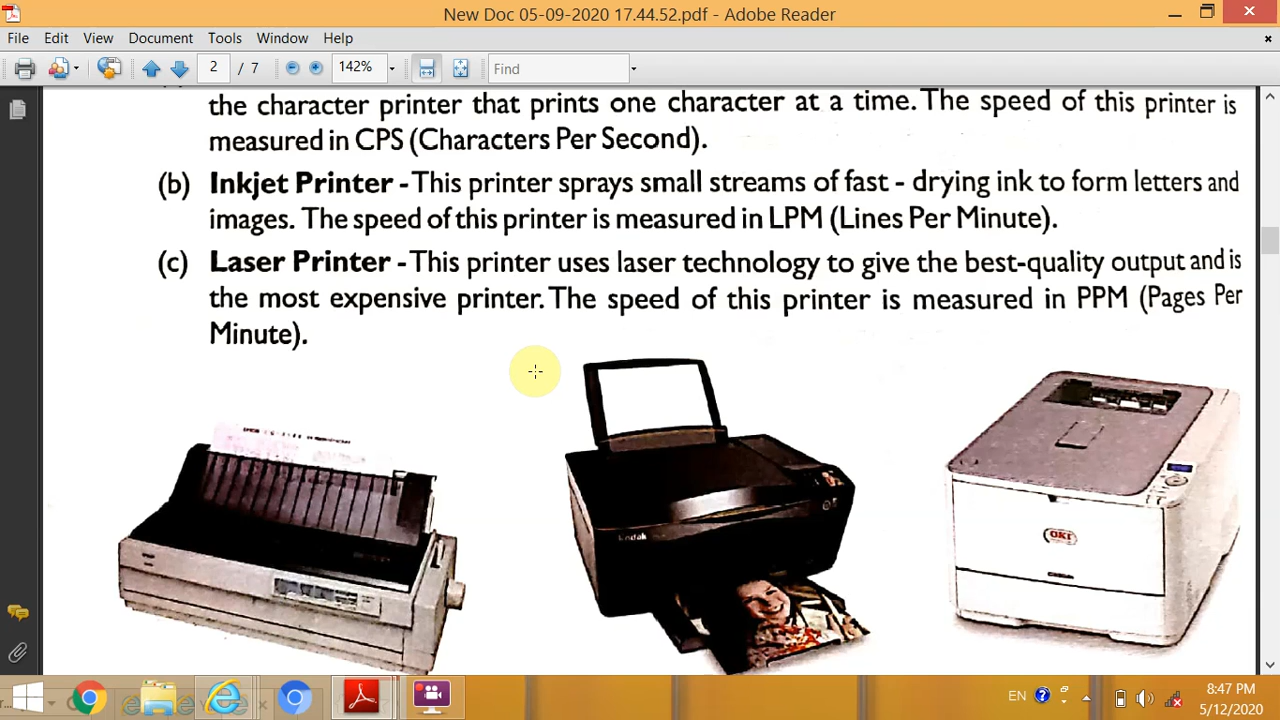 New Doc 05-09-2020 17.44.52.pdf - Adobe Reader
File Edit View Document Tools Window Help
2 / 7 142% Find
the character printer that prints one character at a time. The speed of this printer is
measured in CPS (Characters Per Second).
(b) Inkjet Printer - This printer sprays small streams of fast - drying ink to form letters and
images. The speed of this printer is measured in LPM (Lines Per Minute).
(c) Laser Printer - This printer uses laser technology to give the best-quality output and is
the most expensive printer. The speed of this printer is measured in PPM (Pages Per
Minute).
Kodak
OKI
EN
8:47 PM
5/12/2020